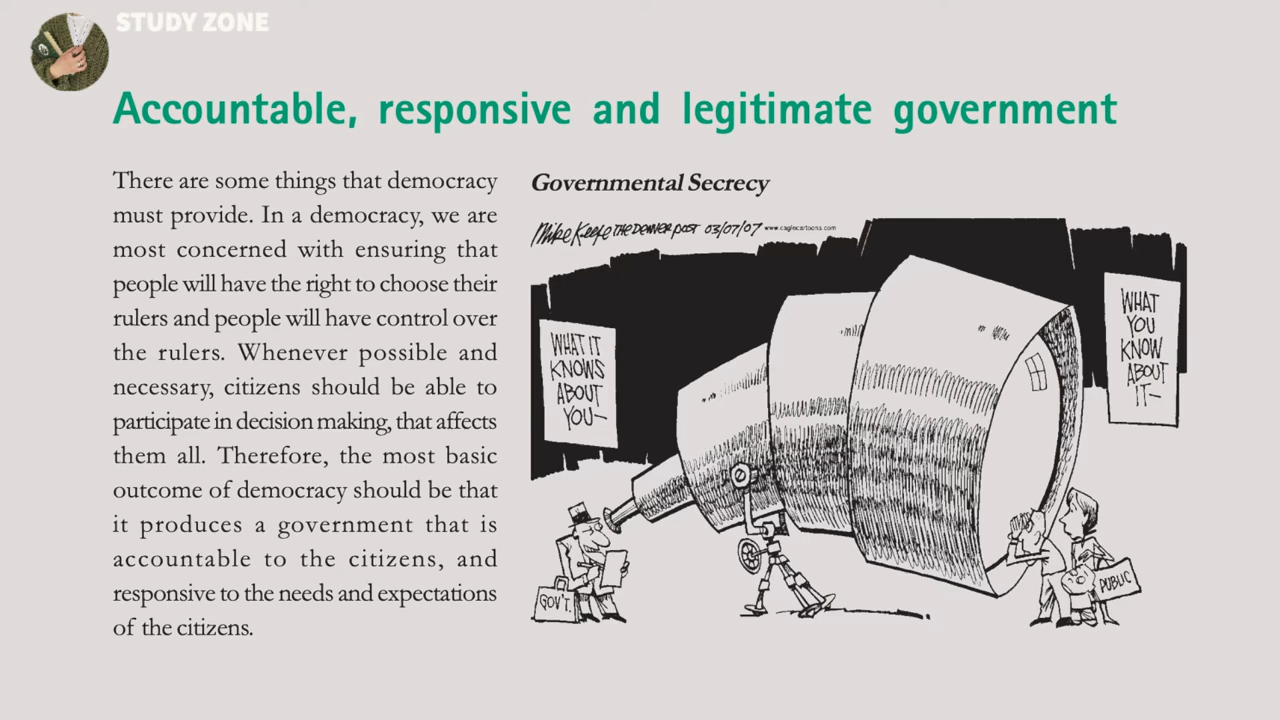 STUDY ZONE
Accountable, responsive and legitimate government
There are some things that democracy
must provide. In a democracy, we are
most concerned with ensuring that
people will have the right to choose their
rulers and people will have control over
the rulers. Whenever possible and
necessary, citizens should be able to
participate in decision making, that affects
them all. Therefore, the most basic
outcome of democracy should be that
it produces a government that is
accountable to the citizens, and
responsive to the needs and expectations
of the citizens.
Governmental Secrecy
Mike Keefe THE DENVER POST 03/07/07 www.caglecartoons.com
WHAT IT
KNOWS
ABOUT
YOU—
WHAT
YOU
KNOW
ABOUT
IT—
GOV'T.
PUBLIC